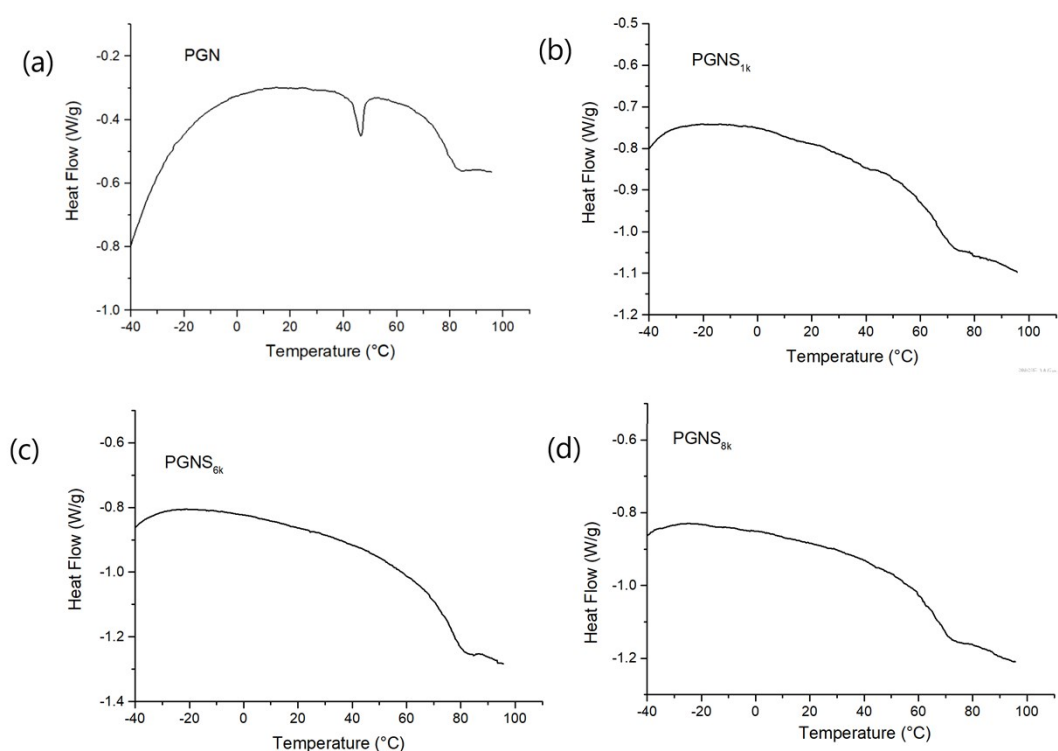 (a)
PGN
Heat Flow (W/g)
-0.2
-0.4
-0.6
-0.8
-1.0
-40 -20 0 20 40 60 80 100
Temperature (°C)
(b)
PGNS1k
Heat Flow (W/g)
-0.5
-0.6
-0.7
-0.8
-0.9
-1.0
-1.1
-1.2
-40 -20 0 20 40 60 80 100
Temperature (°C)
(c)
PGNS6k
Heat Flow (W/g)
-0.6
-0.8
-1.0
-1.2
-1.4
-40 -20 0 20 40 60 80 100
Temperature (°C)
(d)
PGNS8k
Heat Flow (W/g)
-0.6
-0.8
-1.0
-1.2
-40 -20 0 20 40 60 80 100
Temperature (°C)